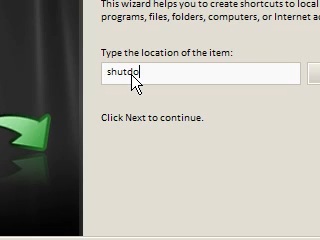 This wizard helps you to create shortcuts to local
programs, files, folders, computers, or Internet
Type the location of the item:
shutdo
Click Next to continue.